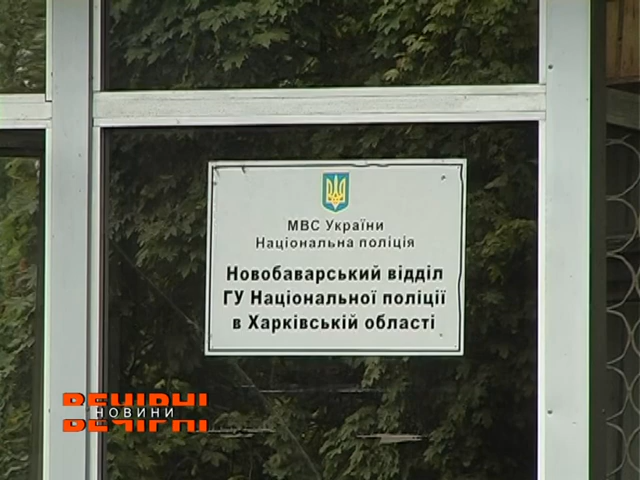 МВС України
Національна поліція
Новобаварський відділ
ГУ Національної поліції
в Харківській області
ВЕЧІРНІ
НОВИНИ